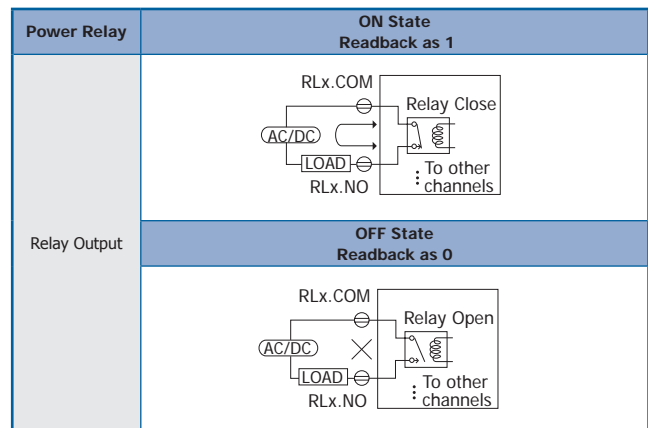 Power Relay
ON State
Readback as 1
RLx.COM
Relay Close
AC/DC
LOAD
RLx.NO
To other
channels
Relay Output
OFF State
Readback as 0
RLx.COM
Relay Open
AC/DC
LOAD
RLx.NO
To other
channels